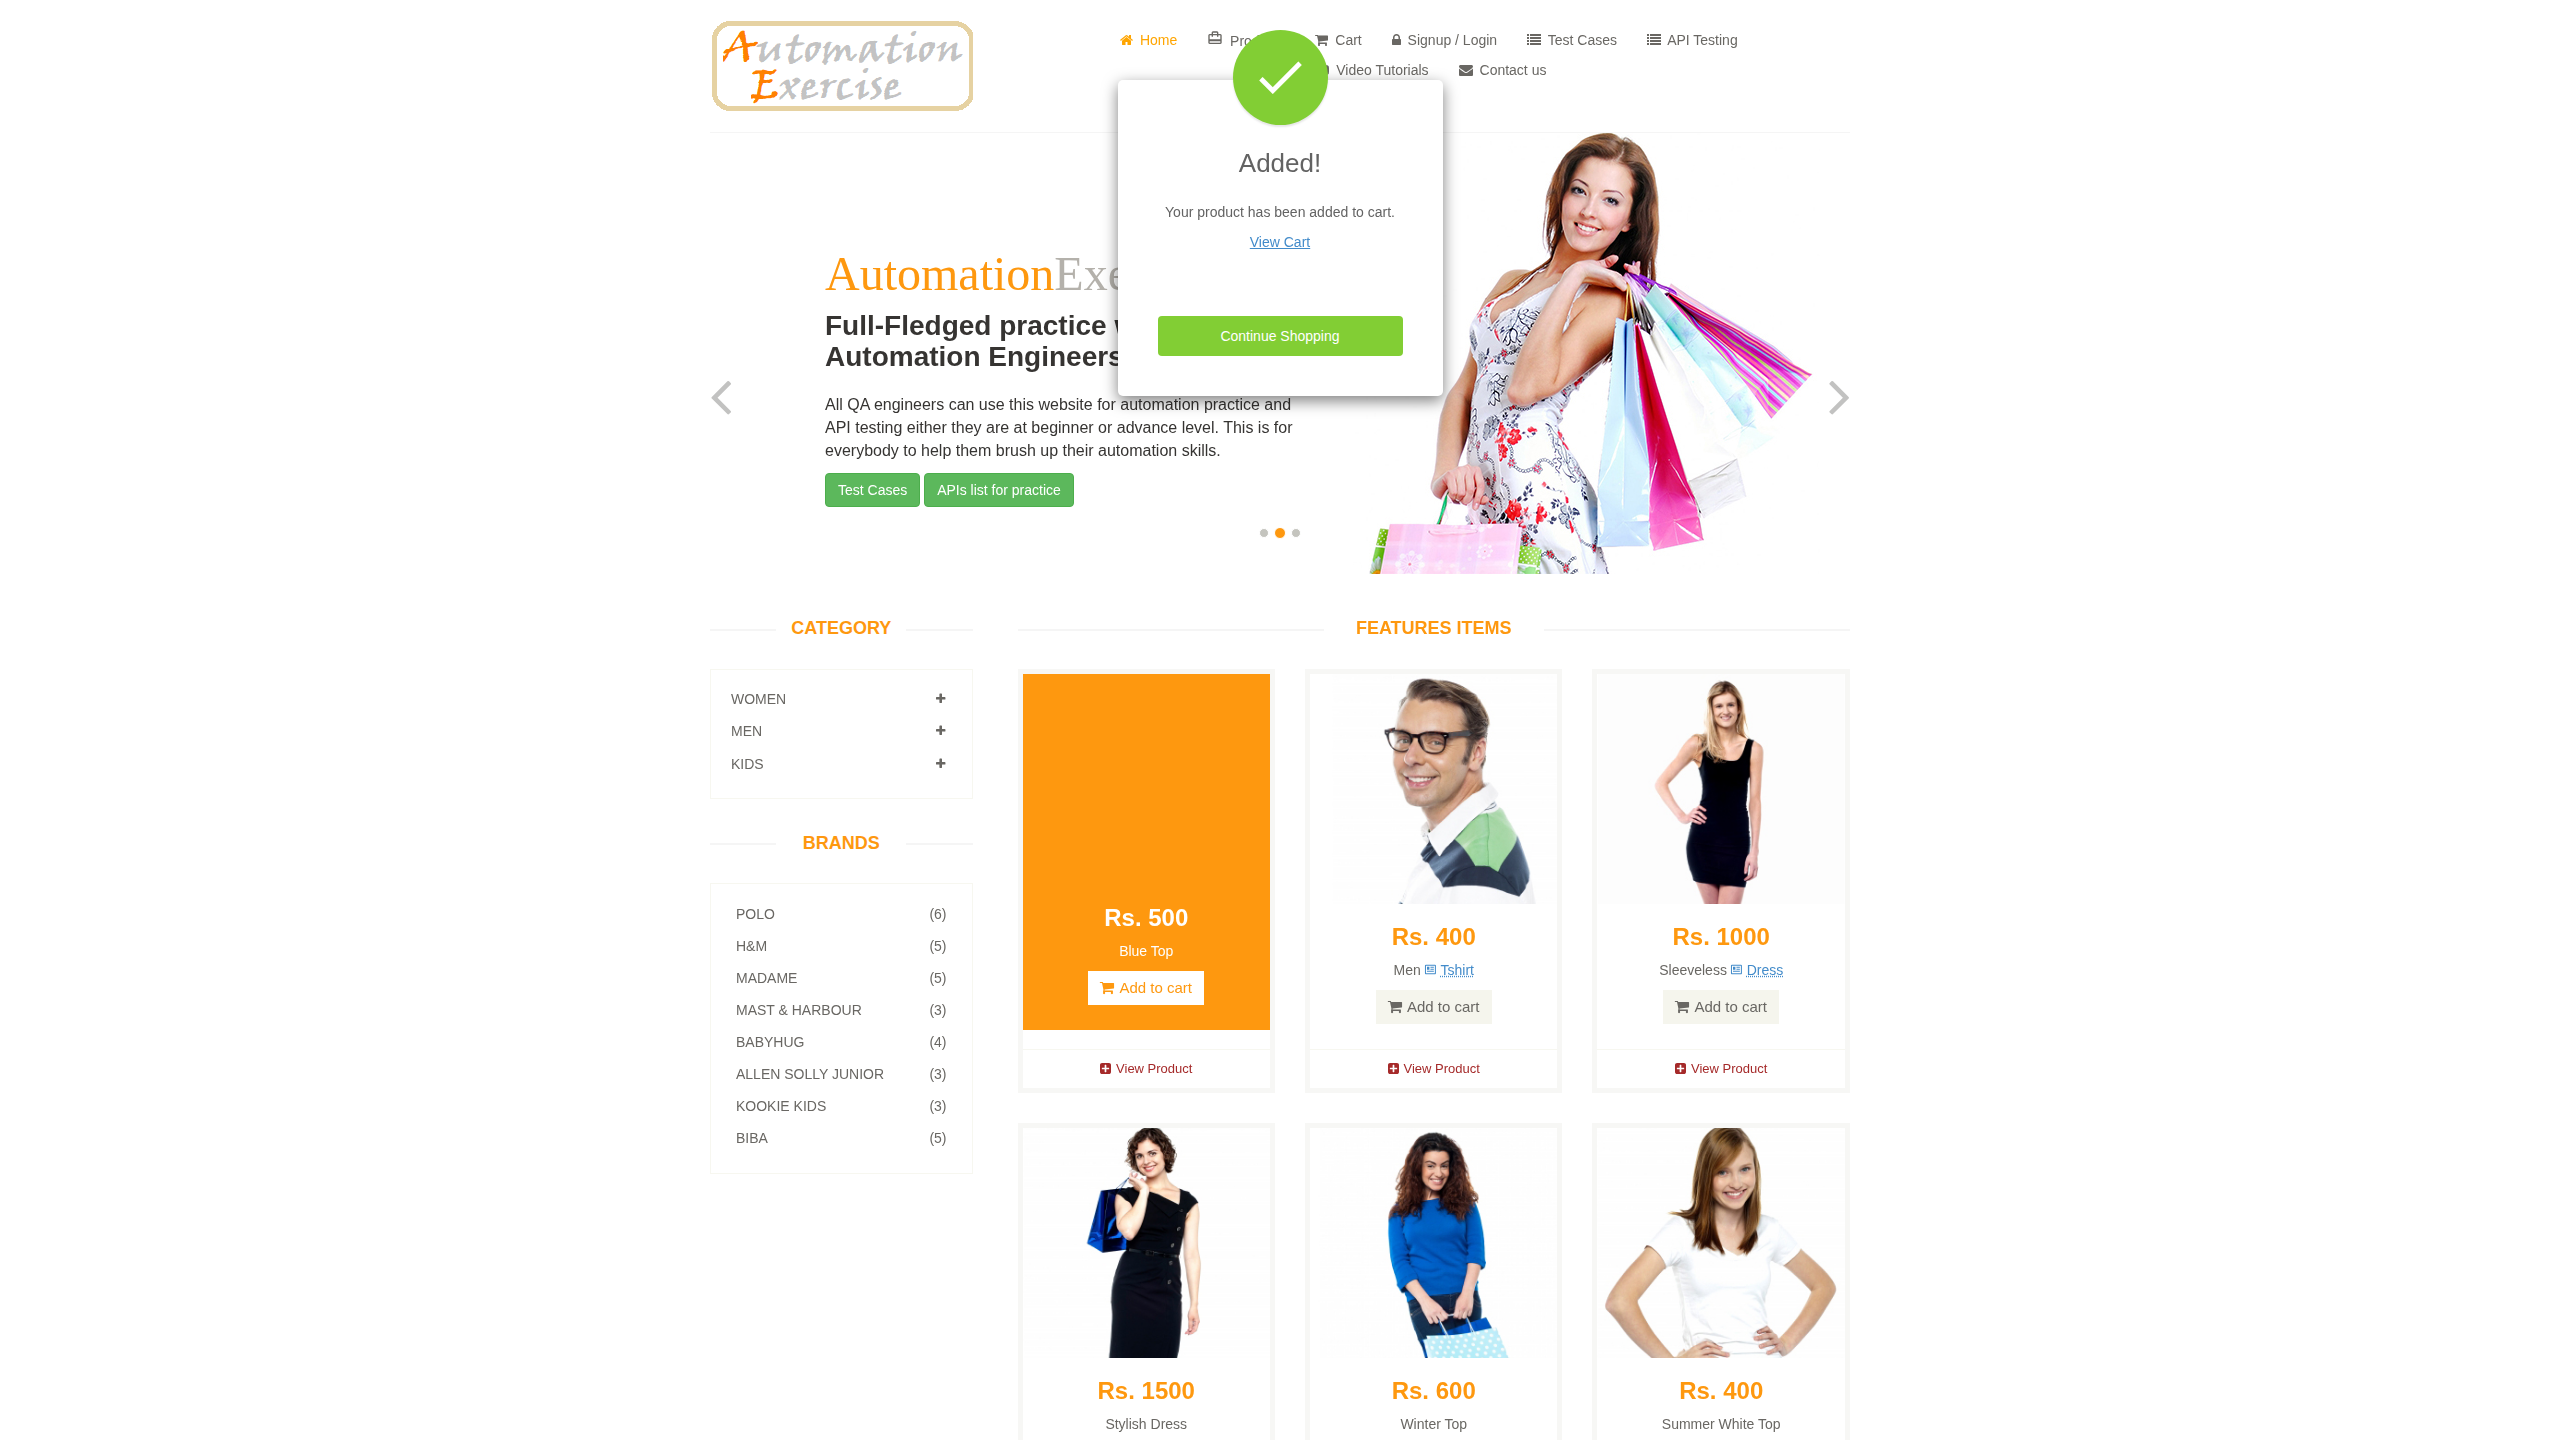 Automation
Exercise
Home
Cart
Signup / Login
Test Cases
API Testing
Video Tutorials
Contact us
Added!
Your product has been added to cart.
View Cart
Continue Shopping
Automation
Full-Fledged practice
Automation Engineers
All QA engineers can use this website for automation practice and
API testing either they are at beginner or advance level. This is for
everybody to help them brush up their automation skills.
Test Cases
APIs list for practice
CATEGORY
WOMEN
MEN
KIDS
BRANDS
POLO (6)
H&M (5)
MADAME (5)
MAST & HARBOUR (3)
BABYHUG (4)
ALLEN SOLLY JUNIOR (3)
KOOKIE KIDS (3)
BIBA (5)
FEATURES ITEMS
Rs. 500
Blue Top
Add to cart
View Product
Rs. 400
Men Tshirt
Add to cart
View Product
Rs. 1000
Sleeveless Dress
Add to cart
View Product
Rs. 1500
Stylish Dress
Rs. 600
Winter Top
Rs. 400
Summer White Top